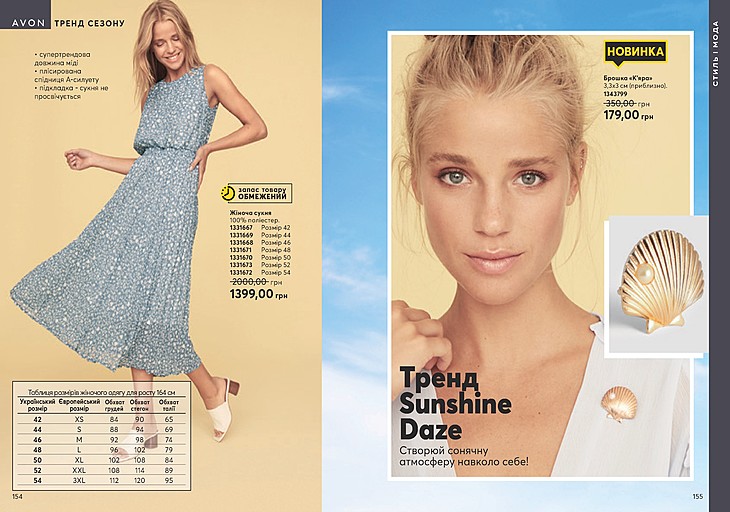 AVON
ТРЕНД СЕЗОНУ
• супертрендова
довжина міді
• плісирована
спідниця А-силуету
• підкладка - сукня не
просвічується
запас товару
ОБМЕЖЕНИЙ
Жіноча сукня
100% поліестер.
1331667 Розмір 42
1331669 Розмір 44
1331668 Розмір 46
1331671 Розмір 48
1331670 Розмір 50
1331673 Розмір 52
1331672 Розмір 54
2000,00 грн
1399,00 грн
Таблиця розмірів жіночого одягу для росту 164 см
Український розмір Європейський розмір Обхват грудей Обхват стегон Обхват талії
42 XS 84 90 65
44 S 88 94 69
46 M 92 98 74
48 L 96 102 79
50 XL 102 108 84
52 XXL 108 114 89
54 3XL 112 120 95
154
НОВИНКА
Брошка «К'яра»
3,3х3 см (приблизно).
1343799
350,00 грн
179,00 грн
Тренд
Sunshine
Daze
Створюй сонячну
атмосферу навколо себе!
СТИЛЬ І МОДА
155